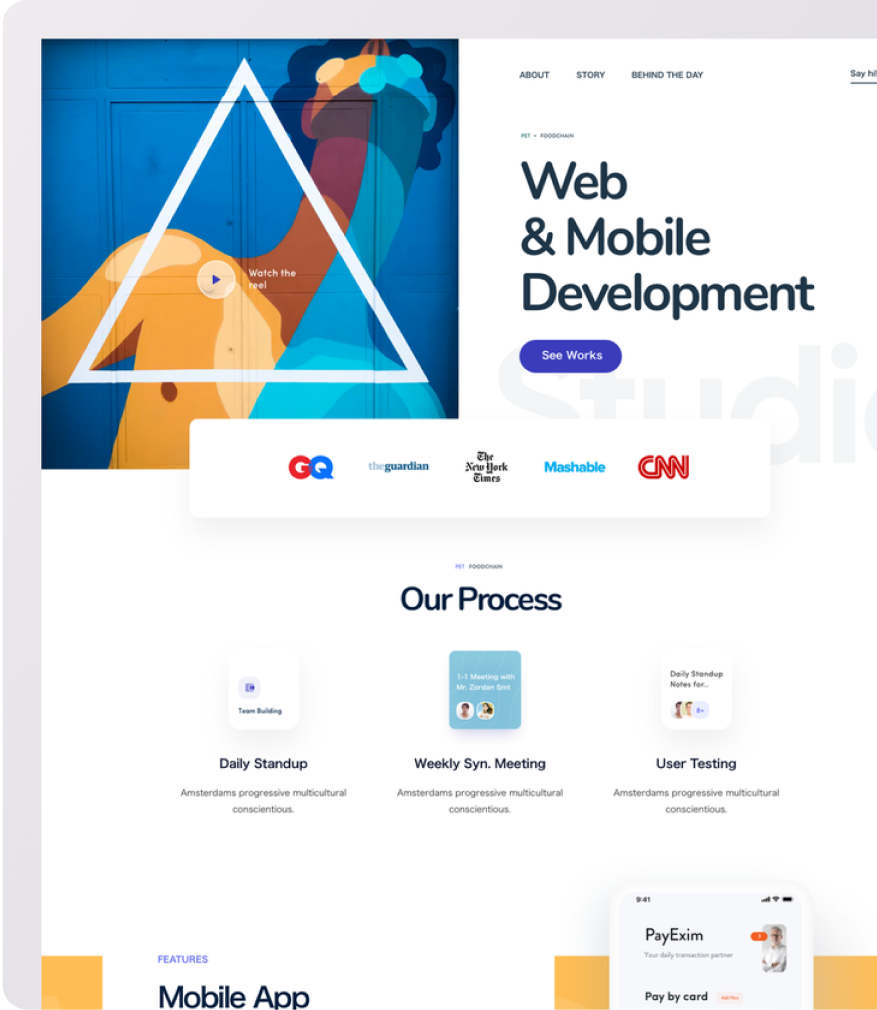 ABOUT STORY BEHIND THE DAY Say hi!
PET • FOODCHAIN
Web
& Mobile
Development
Watch the
reel
See Works
Studio
GQ theguardian The New York Times Mashable CNN
PET FOODCHAIN
Our Process
Team Building
1-1 Meeting with
Mr. Zordan Smt
Daily Standup
Notes for..
8+
Daily Standup Weekly Syn. Meeting User Testing
Amsterdams progressive multicultural
conscientious.
Amsterdams progressive multicultural
conscientious.
Amsterdams progressive multicultural
conscientious.
9:41
PayExim
3
Your daily transaction partner
Pay by card Add New
FEATURES
Mobile App